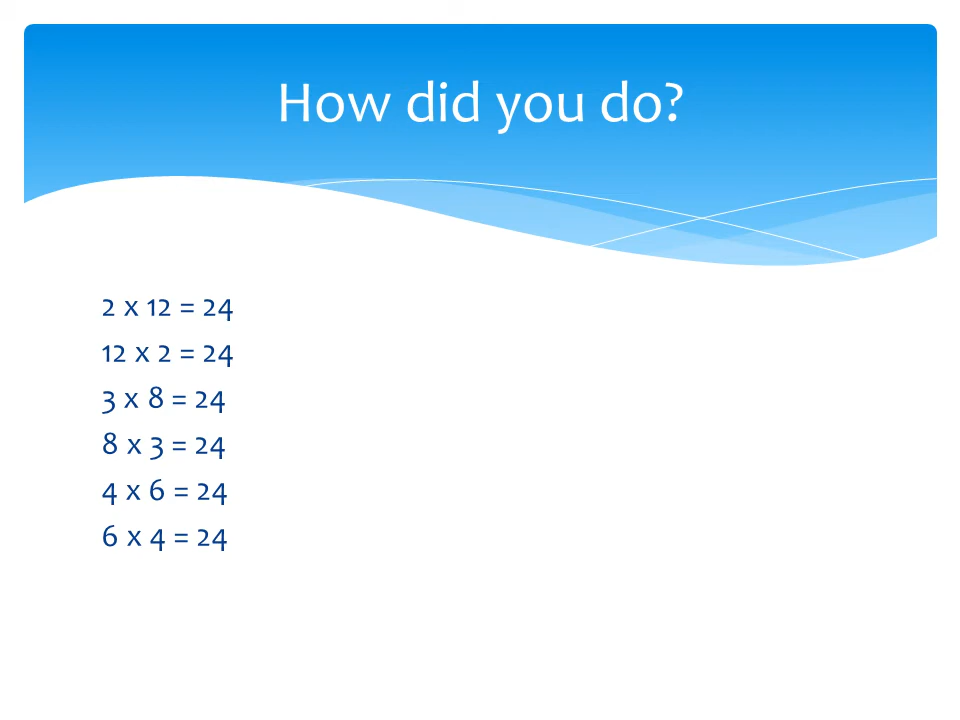 How did you do?
2 x 12 = 24
12 x 2 = 24
3 x 8 = 24
8 x 3 = 24
4 x 6 = 24
6 x 4 = 24